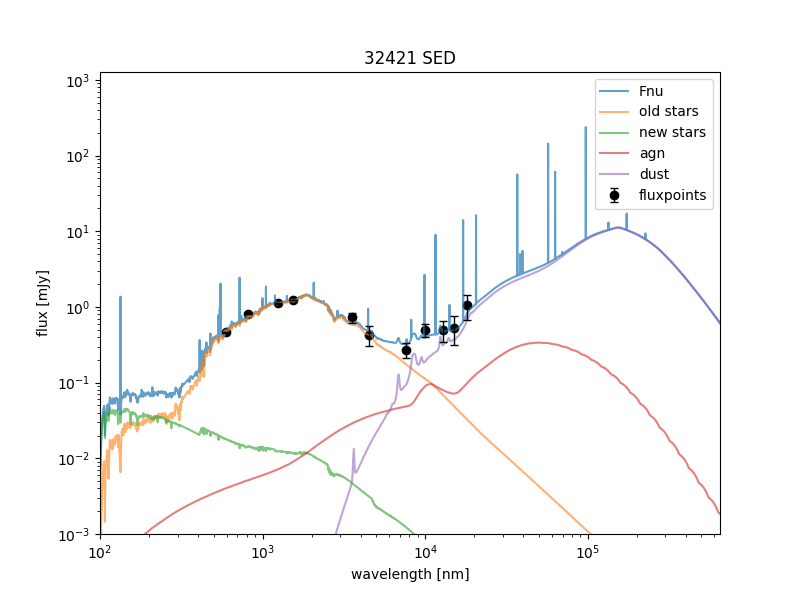 32421 SED
flux [mJy]
10³
10²
10¹
10⁰
10⁻¹
10⁻²
10⁻³
Fnu
old stars
new stars
agn
dust
fluxpoints
10² 10³ 10⁴ 10⁵
wavelength [nm]